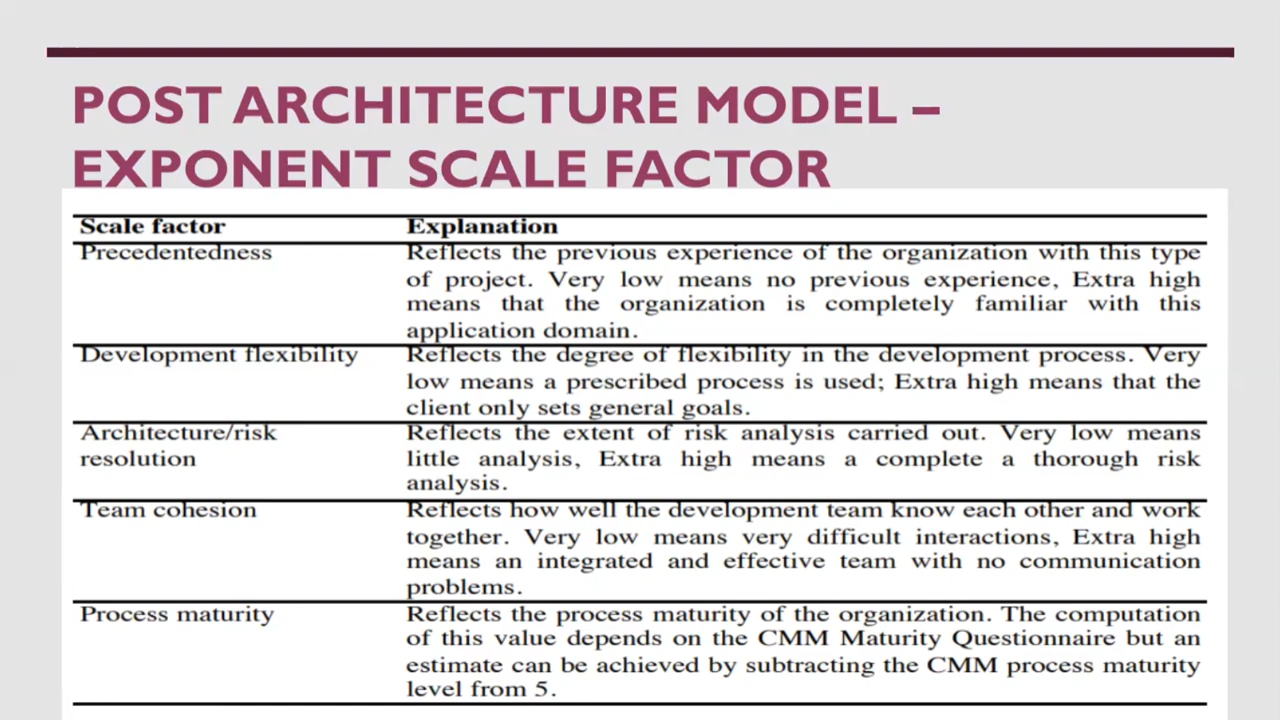 POST ARCHITECTURE MODEL –
EXPONENT SCALE FACTOR
Scale factor Explanation
Precedentedness Reflects the previous experience of the organization with this type
of project. Very low means no previous experience, Extra high
means that the organization is completely familiar with this
application domain.
Development flexibility Reflects the degree of flexibility in the development process. Very
low means a prescribed process is used; Extra high means that the
client only sets general goals.
Architecture/risk Reflects the extent of risk analysis carried out. Very low means
resolution little analysis, Extra high means a complete a thorough risk
analysis.
Team cohesion Reflects how well the development team know each other and work
together. Very low means very difficult interactions, Extra high
means an integrated and effective team with no communication
problems.
Process maturity Reflects the process maturity of the organization. The computation
of this value depends on the CMM Maturity Questionnaire but an
estimate can be achieved by subtracting the CMM process maturity
level from 5.